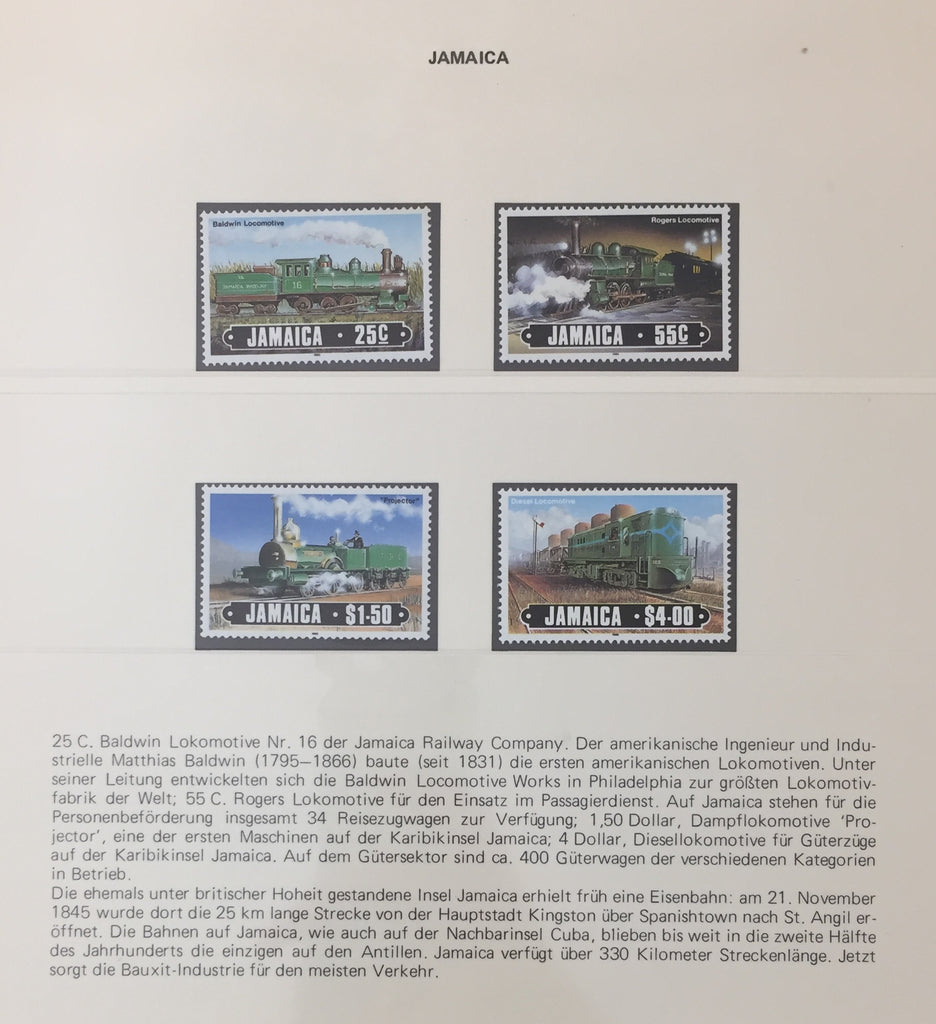 JAMAICA
Baldwin Locomotive
16
JAMAICA · 25C
Rogers Locomotive
JAMAICA · 55C
"Projector"
JAMAICA · $1·50
Diesel Locomotive
JAMAICA · $4·00
25 C. Baldwin Lokomotive Nr. 16 der Jamaica Railway Company. Der amerikanische Ingenieur und Indu-
strielle Matthias Baldwin (1795—1866) baute (seit 1831) die ersten amerikanischen Lokomotiven. Unter
seiner Leitung entwickelten sich die Baldwin Locomotive Works in Philadelphia zur größten Lokomotiv-
fabrik der Welt; 55 C. Rogers Lokomotive für den Einsatz im Passagierdienst. Auf Jamaica stehen für die
Personenbeförderung insgesamt 34 Reisezugwagen zur Verfügung; 1,50 Dollar, Dampflokomotive 'Pro-
jector', eine der ersten Maschinen auf der Karibikinsel Jamaica; 4 Dollar, Diesellokomotive für Güterzüge
auf der Karibikinsel Jamaica. Auf dem Gütersektor sind ca. 400 Güterwagen der verschiedenen Kategorien
in Betrieb.
Die ehemals unter britischer Hoheit gestandene Insel Jamaica erhielt früh eine Eisenbahn: am 21. November
1845 wurde dort die 25 km lange Strecke von der Hauptstadt Kingston über Spanishtown nach St. Angil er-
öffnet. Die Bahnen auf Jamaica, wie auch auf der Nachbarinsel Cuba, blieben bis weit in die zweite Hälfte
des Jahrhunderts die einzigen auf den Antillen. Jamaica verfügt über 330 Kilometer Streckenlänge. Jetzt
sorgt die Bauxit-Industrie für den meisten Verkehr.